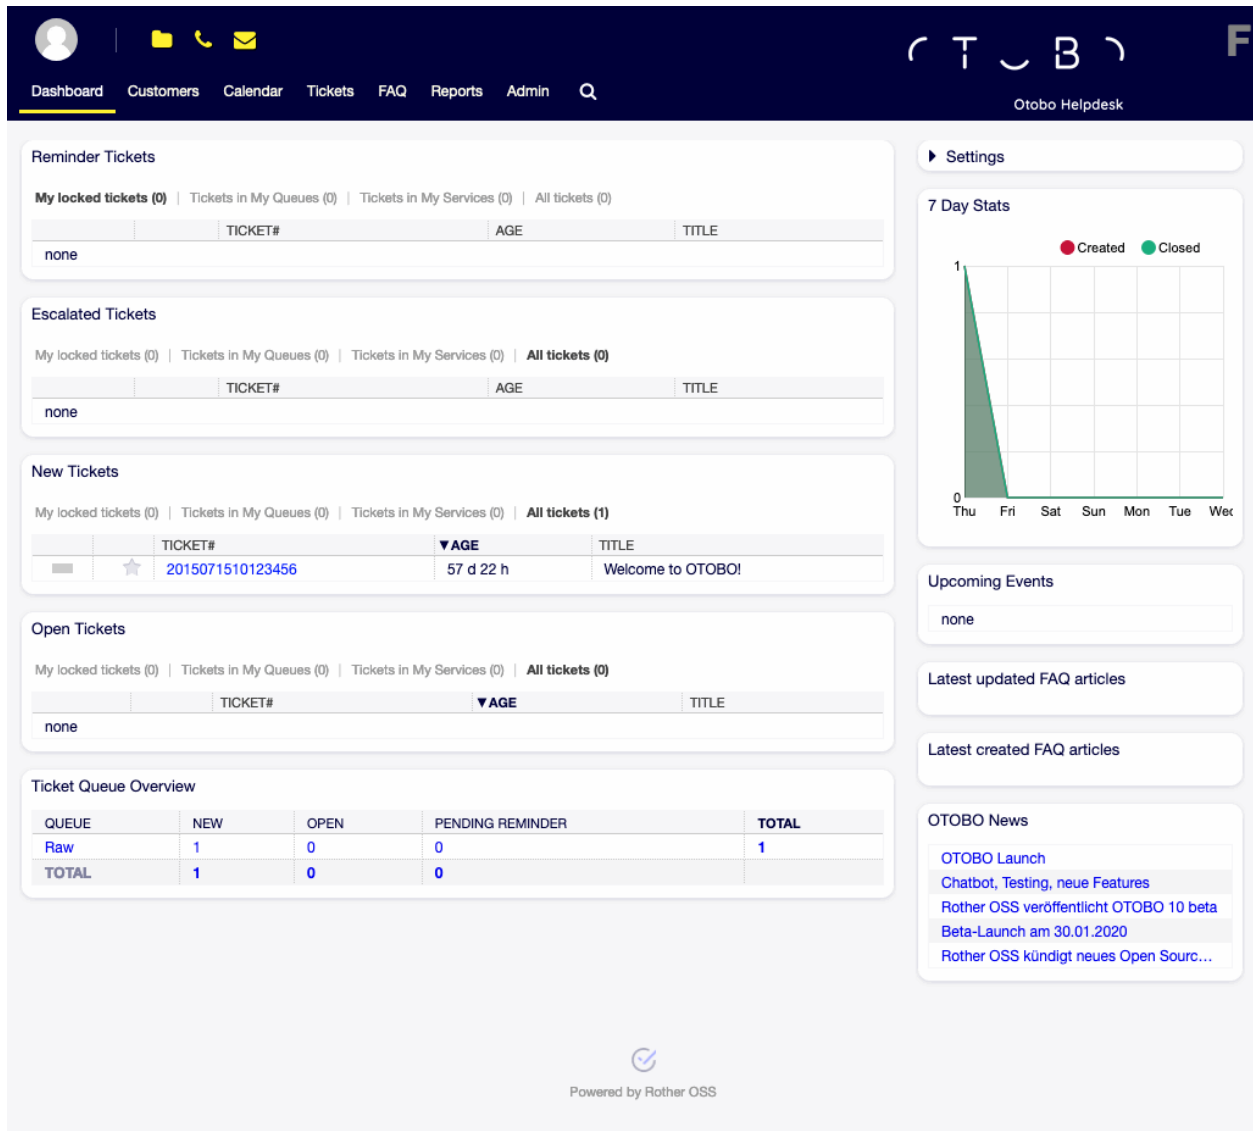 OTOBO
F
Dashboard Customers Calendar Tickets FAQ Reports Admin
Otobo Helpdesk
Reminder Tickets
My locked tickets (0) | Tickets in My Queues (0) | Tickets in My Services (0) | All tickets (0)
TICKET# AGE TITLE
none
Escalated Tickets
My locked tickets (0) | Tickets in My Queues (0) | Tickets in My Services (0) | All tickets (0)
TICKET# AGE TITLE
none
New Tickets
My locked tickets (0) | Tickets in My Queues (0) | Tickets in My Services (0) | All tickets (1)
TICKET# ▼AGE TITLE
2015071510123456 57 d 22 h Welcome to OTOBO!
Open Tickets
My locked tickets (0) | Tickets in My Queues (0) | Tickets in My Services (0) | All tickets (0)
TICKET# ▼AGE TITLE
none
Ticket Queue Overview
QUEUE NEW OPEN PENDING REMINDER TOTAL
Raw 1 0 0 1
TOTAL 1 0 0
Settings
7 Day Stats
Created Closed
1
0
Thu Fri Sat Sun Mon Tue Wed
Upcoming Events
none
Latest updated FAQ articles
Latest created FAQ articles
OTOBO News
OTOBO Launch
Chatbot, Testing, neue Features
Rother OSS veröffentlicht OTOBO 10 beta
Beta-Launch am 30.01.2020
Rother OSS kündigt neues Open Sourc...
Powered by Rother OSS